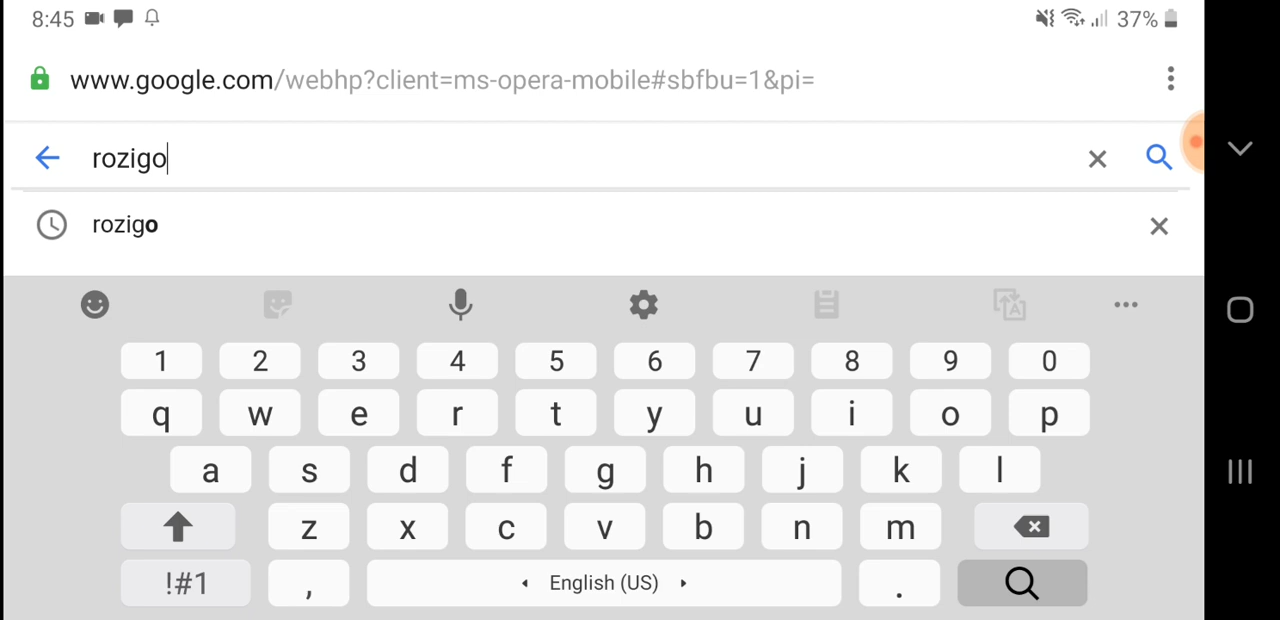 8:45 37%
www.google.com/webhp?client=ms-opera-mobile#sbfbu=1&pi=
rozigo
rozigo
1 2 3 4 5 6 7 8 9 0
q w e r t y u i o p
a s d f g h j k l
z x c v b n m
!#1 , English (US) .